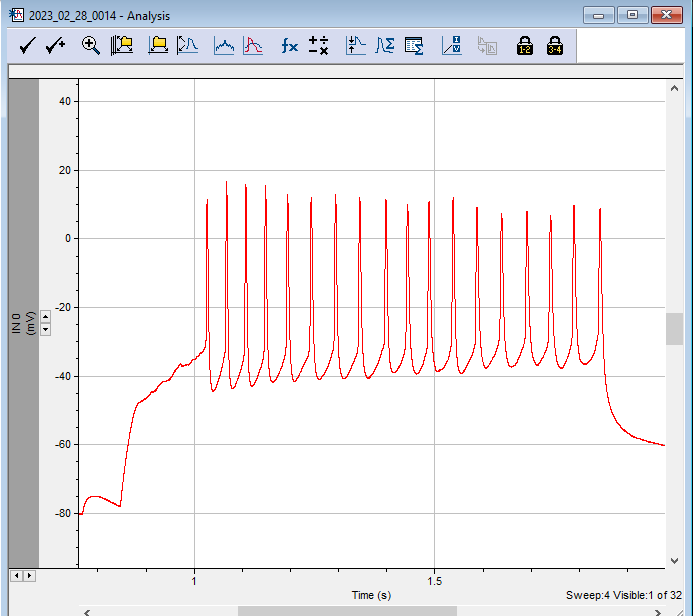 2023_02_28_0014 - Analysis
fx
1-2
3-4
40
20
0
-20
-40
-60
-80
IN 0
(mV)
1
1.5
Time (s)
Sweep:4 Visible:1 of 32